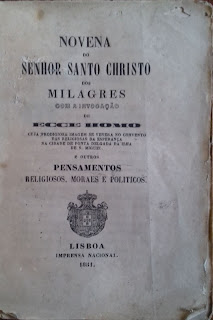 NOVENA
DO
SENHOR SANTO CHRISTO
DOS
MILAGRES
COM A INVOCAÇÃO
DE
ECCE HOMO
CUJA PRODIGIOSA IMAGEM SE VENERA NO CONVENTO
DAS RELIGIOSAS DA ESPERANÇA
DA CIDADE DE PONTA DELGADA DA ILHA
DE S. MIGUEL
E OUTROS
PENSAMENTOS
RELIGIOSOS, MORAES E POLITICOS.
LISBOA
IMPRENSA NACIONAL.